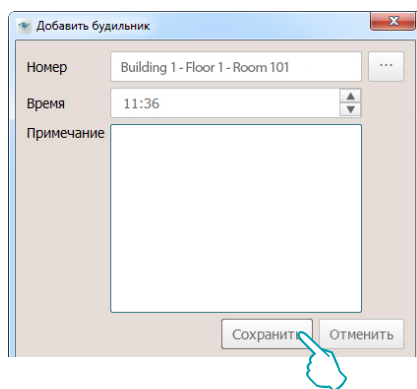 Добавить будильник
Номер Building 1 - Floor 1 - Room 101 ...
Время 11:36
Примечание
Сохранить Отменить